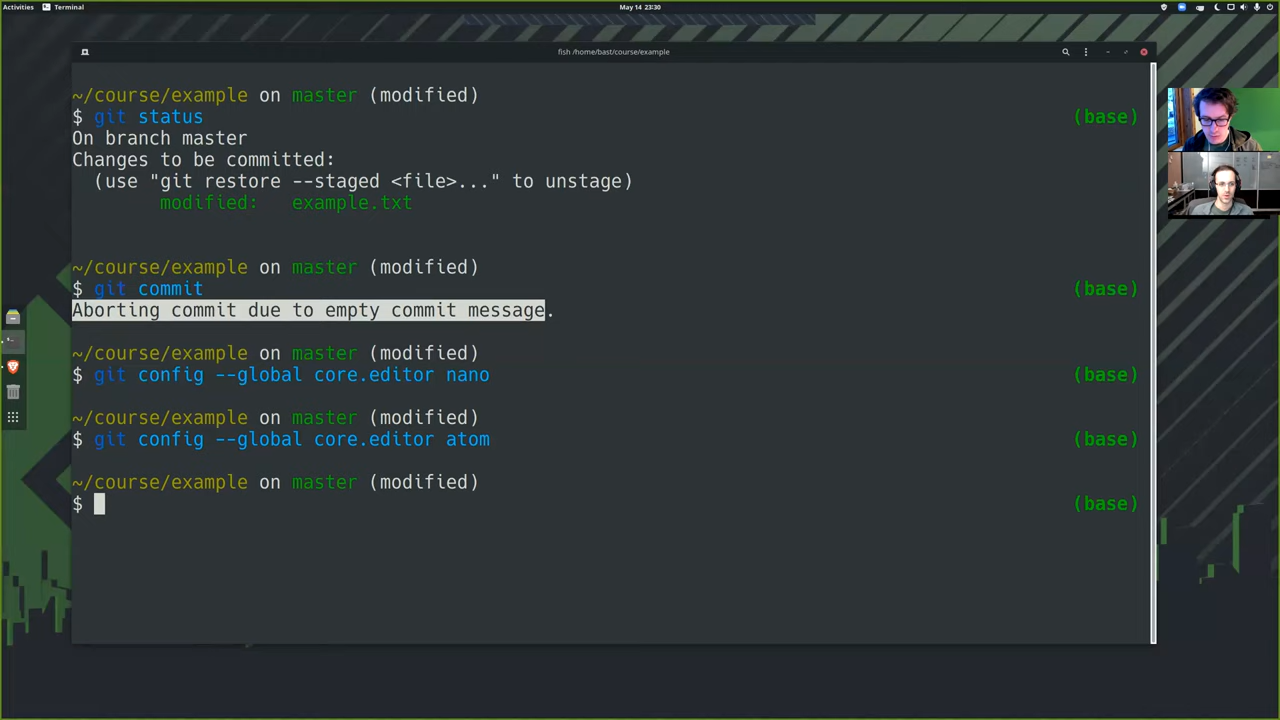 Activities Terminal May 14 23:30
fish /home/bast/course/example
~/course/example on master (modified)
$ git status (base)
On branch master
Changes to be committed:
(use "git restore --staged <file>..." to unstage)
modified: example.txt
~/course/example on master (modified)
$ git commit (base)
Aborting commit due to empty commit message.
~/course/example on master (modified)
$ git config --global core.editor nano (base)
~/course/example on master (modified)
$ git config --global core.editor atom (base)
~/course/example on master (modified)
$ (base)